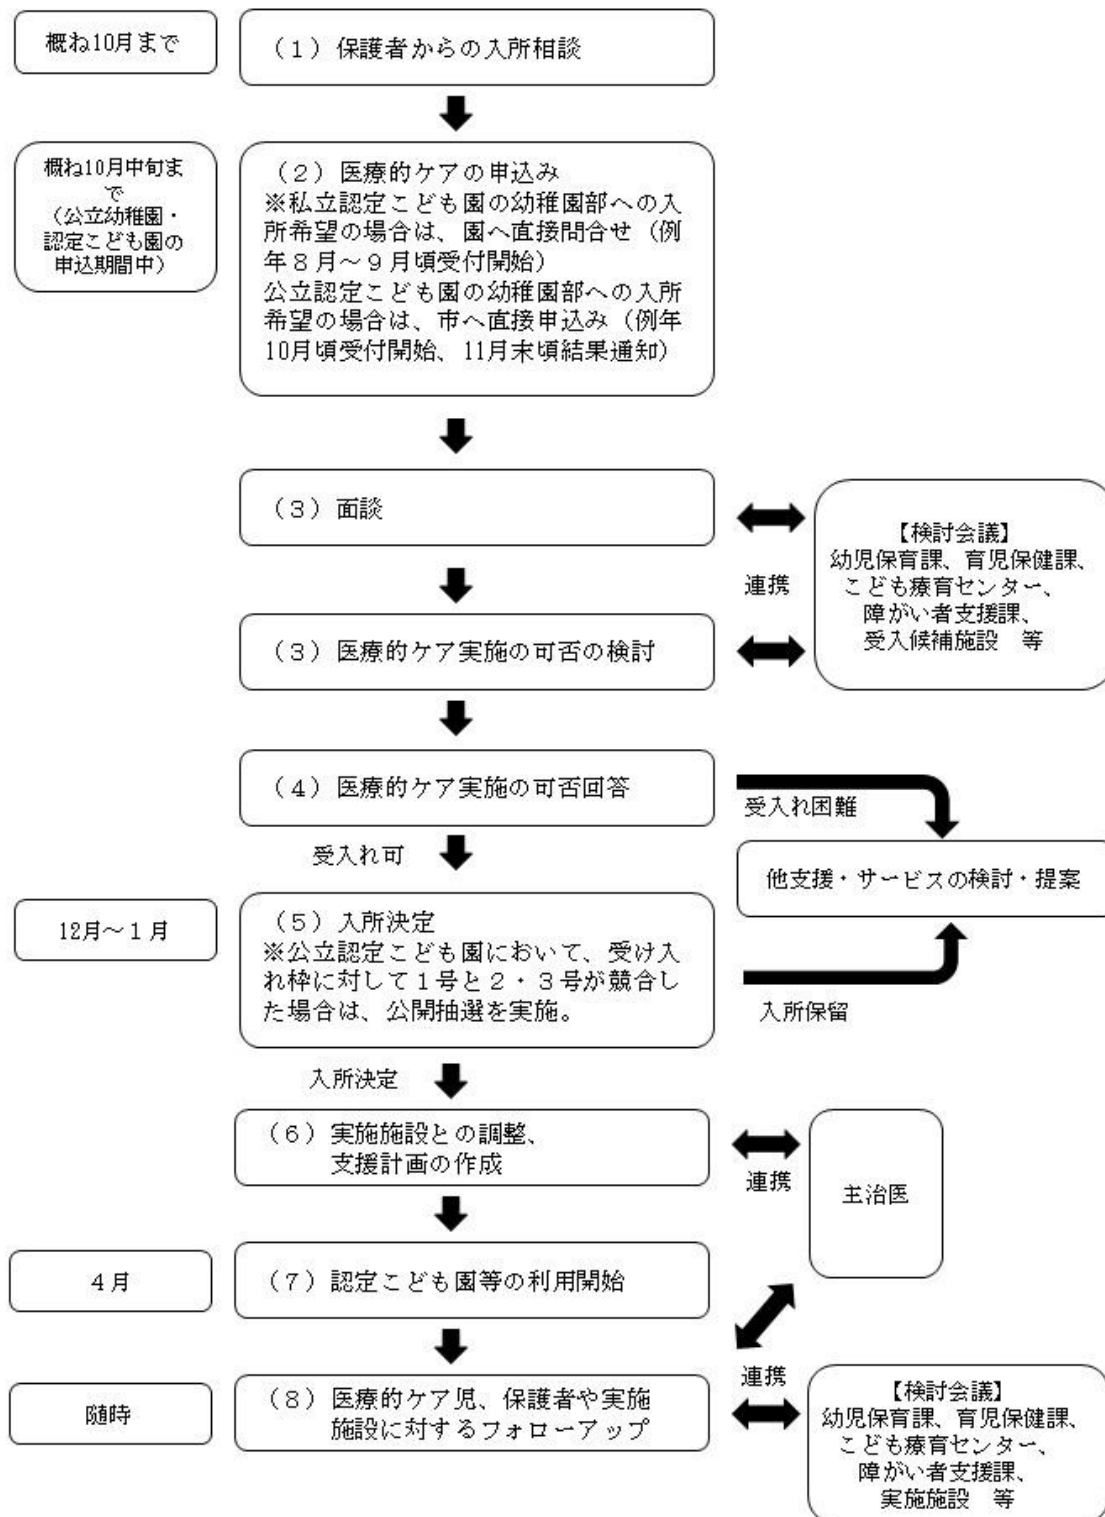 概ね10月まで
（１）保護者からの入所相談
概ね10月中旬ま
で
（公立幼稚園・
認定こども園の
申込期間中）
（２）医療的ケアの申込み
※私立認定こども園の幼稚園部への入
所希望の場合は、園へ直接問合せ（例
年８月～９月頃受付開始）
公立認定こども園の幼稚園部への入所
希望の場合は、市へ直接申込み（例年
10月頃受付開始、11月末頃結果通知）
（３）面談
連携
【検討会議】
幼児保育課、育児保健課、
こども療育センター、
障がい者支援課、
受入候補施設　等
（３）医療的ケア実施の可否の検討
（４）医療的ケア実施の可否回答
受入れ困難
受入れ可
他支援・サービスの検討・提案
12月～１月
（５）入所決定
※公立認定こども園において、受け入
れ枠に対して１号と２・３号が競合し
た場合は、公開抽選を実施。
入所保留
入所決定
（６）実施施設との調整、
支援計画の作成
連携
主治医
４月
（７）認定こども園等の利用開始
連携
随時
（８）医療的ケア児、保護者や実施
施設に対するフォローアップ
【検討会議】
幼児保育課、育児保健課、
こども療育センター、
障がい者支援課、
実施施設　等